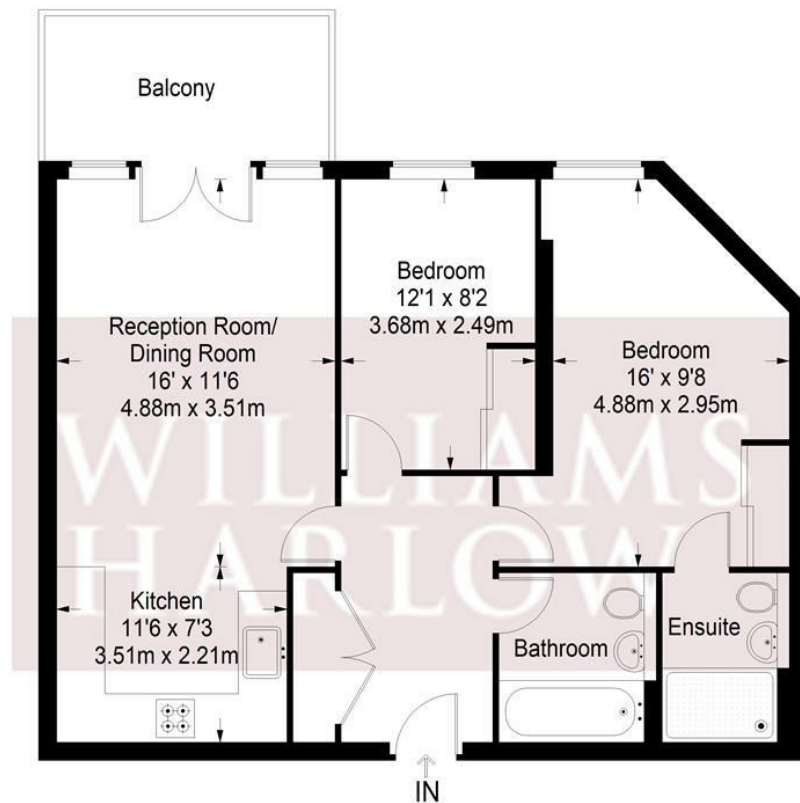 Balcony
Reception Room/
Dining Room
16' x 11'6
4.88m x 3.51m
Bedroom
12'1 x 8'2
3.68m x 2.49m
Bedroom
16' x 9'8
4.88m x 2.95m
WILLIAMS
HARLOW
Kitchen
11'6 x 7'3
3.51m x 2.21m
Bathroom
Ensuite
IN